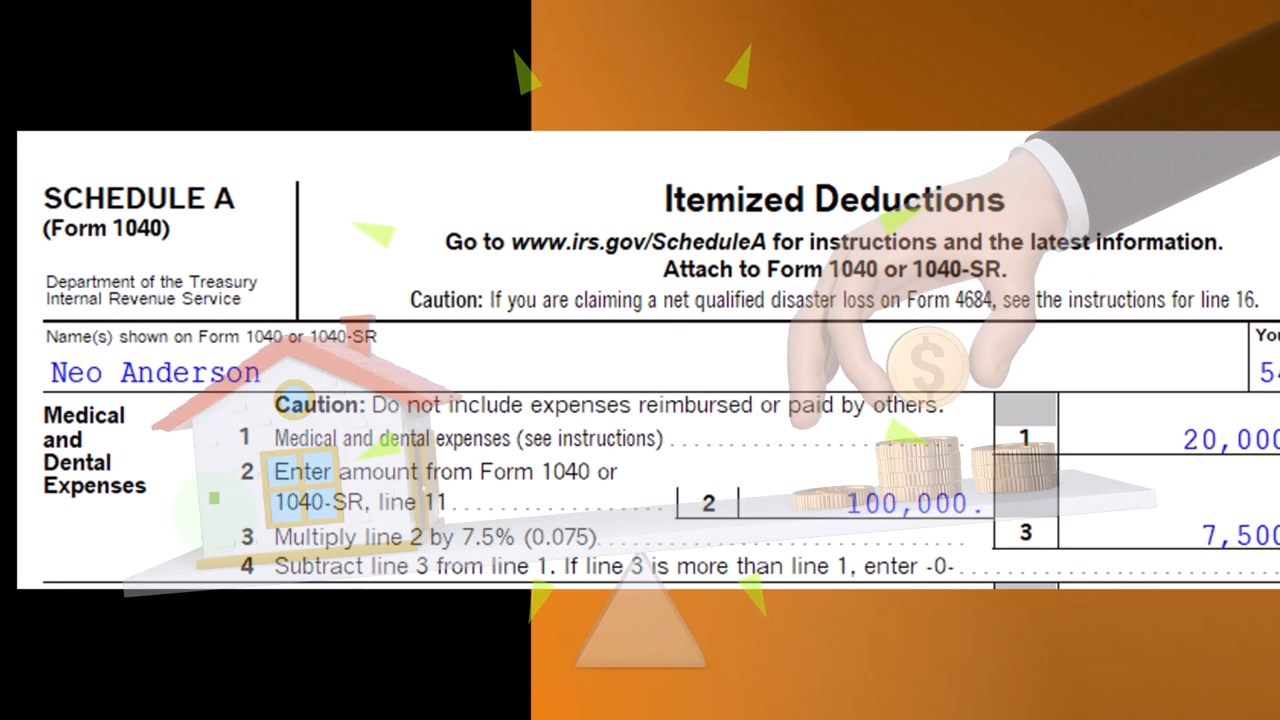 SCHEDULE A
(Form 1040)
Department of the Treasury
Internal Revenue Service
Itemized Deductions
Go to www.irs.gov/ScheduleA for instructions and the latest information.
Attach to Form 1040 or 1040-SR.
Caution: If you are claiming a net qualified disaster loss on Form 4684, see the instructions for line 16.
Name(s) shown on Form 1040 or 1040-SR
Neo Anderson
Medical
and
Dental
Expenses
Caution: Do not include expenses reimbursed or paid by others.
1 Medical and dental expenses (see instructions) 1 20,000
2 Enter amount from Form 1040 or
1040-SR, line 11 2 100,000.
3 Multiply line 2 by 7.5% (0.075) 3 7,500
4 Subtract line 3 from line 1. If line 3 is more than line 1, enter -0-
$